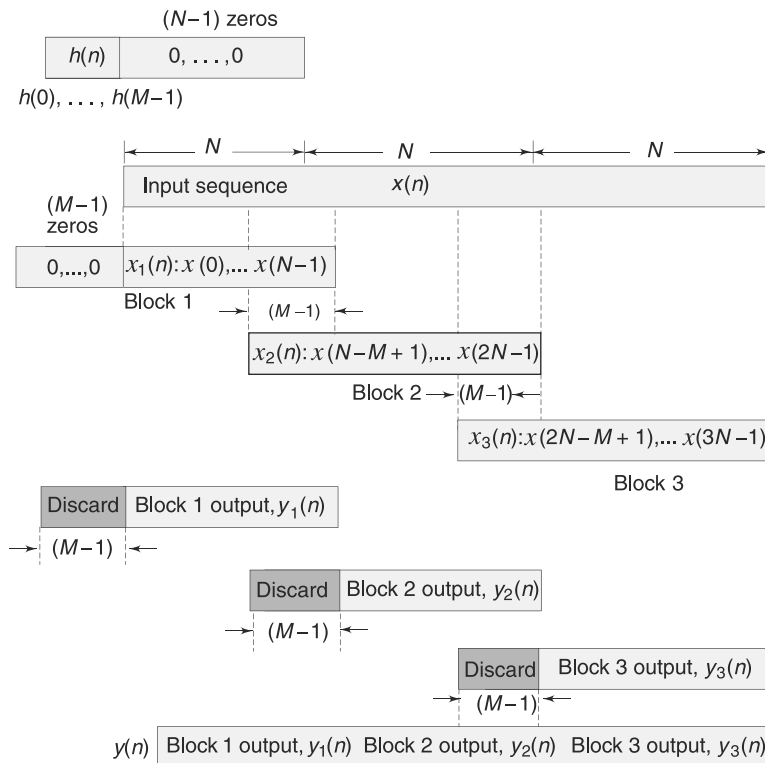 (N–1) zeros
h(n) 0, . . . ,0
h(0), . . . , h(M–1)
N N N
Input sequence x(n)
(M–1)
zeros
0,...,0 x1(n): x (0),... x(N–1)
Block 1 (M–1)
x2(n): x(N–M + 1),... x(2N–1)
Block 2 (M–1)
x3(n):x(2N–M + 1),... x(3N–1)
Block 3
Discard Block 1 output, y1(n)
(M–1)
Discard Block 2 output, y2(n)
(M–1)
Discard Block 3 output, y3(n)
(M–1)
y(n) Block 1 output, y1(n) Block 2 output, y2(n) Block 3 output, y3(n)